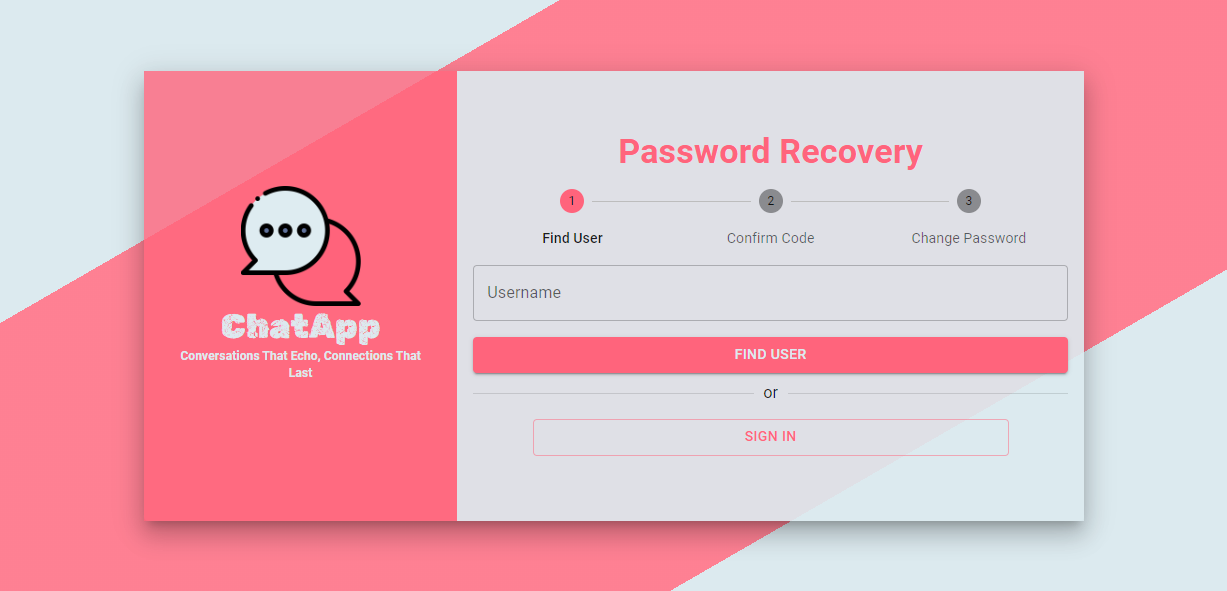 Password Recovery
1
2
3
Find User
Confirm Code
Change Password
Username
FIND USER
or
SIGN IN
ChatApp
Conversations That Echo, Connections That
Last